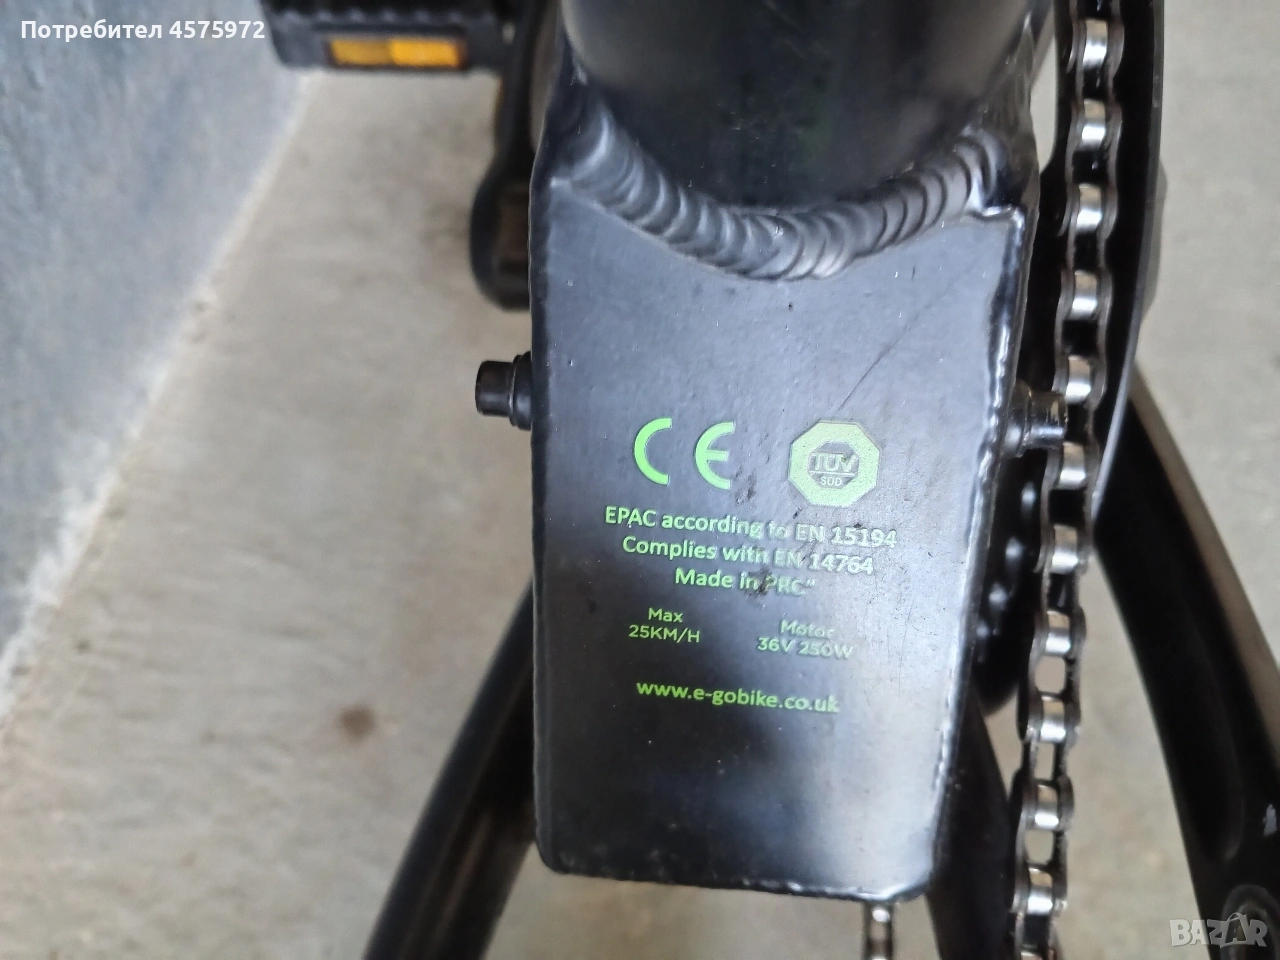 Потребител 4575972
CE
TÜV
SÜD
EPAC according to EN 15194
Complies with EN 14764
Made in PRC"
Max
25KM/H
Motor
36V 250W
www.e-gobike.co.uk
BAZAR